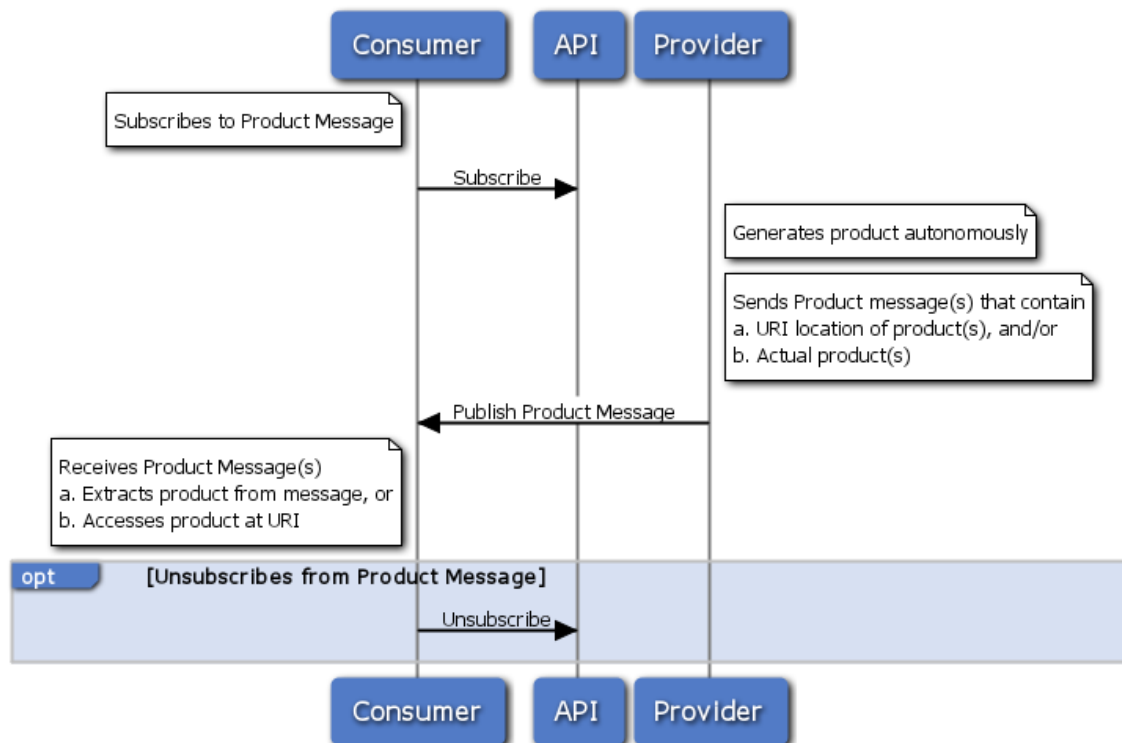 Consumer API Provider
Subscribes to Product Message
Subscribe
Generates product autonomously
Sends Product message(s) that contain
a. URI location of product(s), and/or
b. Actual product(s)
Publish Product Message
Receives Product Message(s)
a. Extracts product from message, or
b. Accesses product at URI
opt [Unsubscribes from Product Message]
Unsubscribe
Consumer API Provider